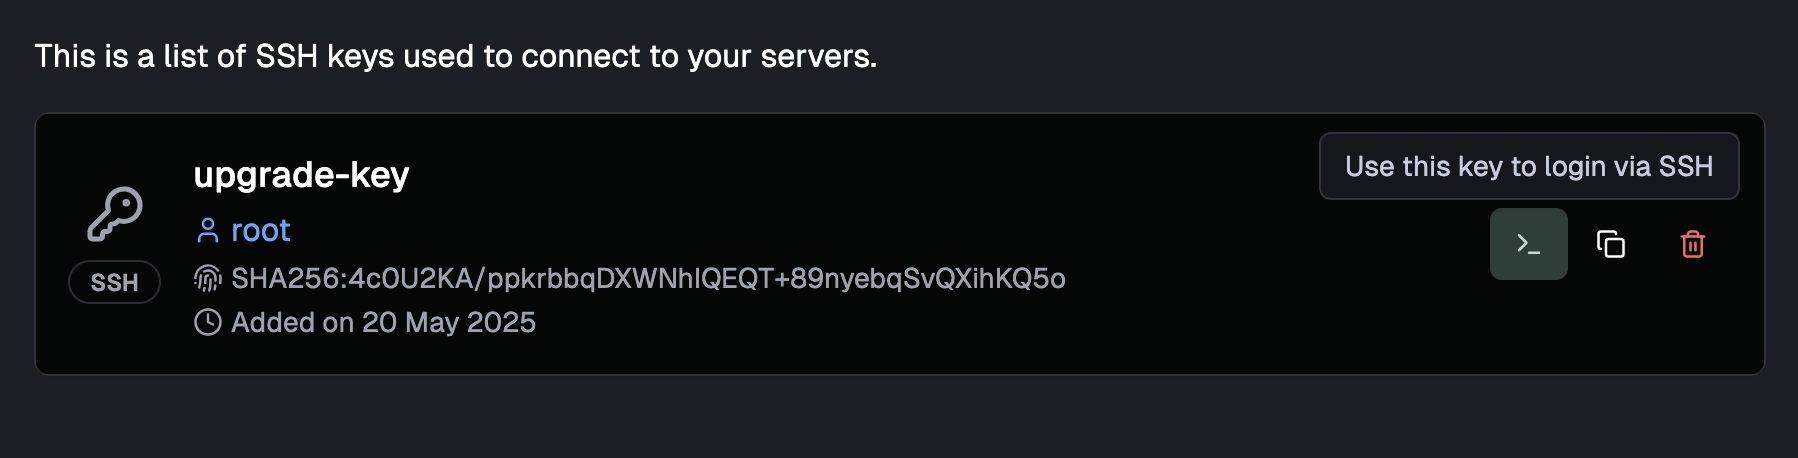 This is a list of SSH keys used to connect to your servers.
upgrade-key
Use this key to login via SSH
root
SSH
SHA256:4c0U2KA/ppkrbbqDXWNhIQEQT+89nyebqSvQXihKQ5o
Added on 20 May 2025